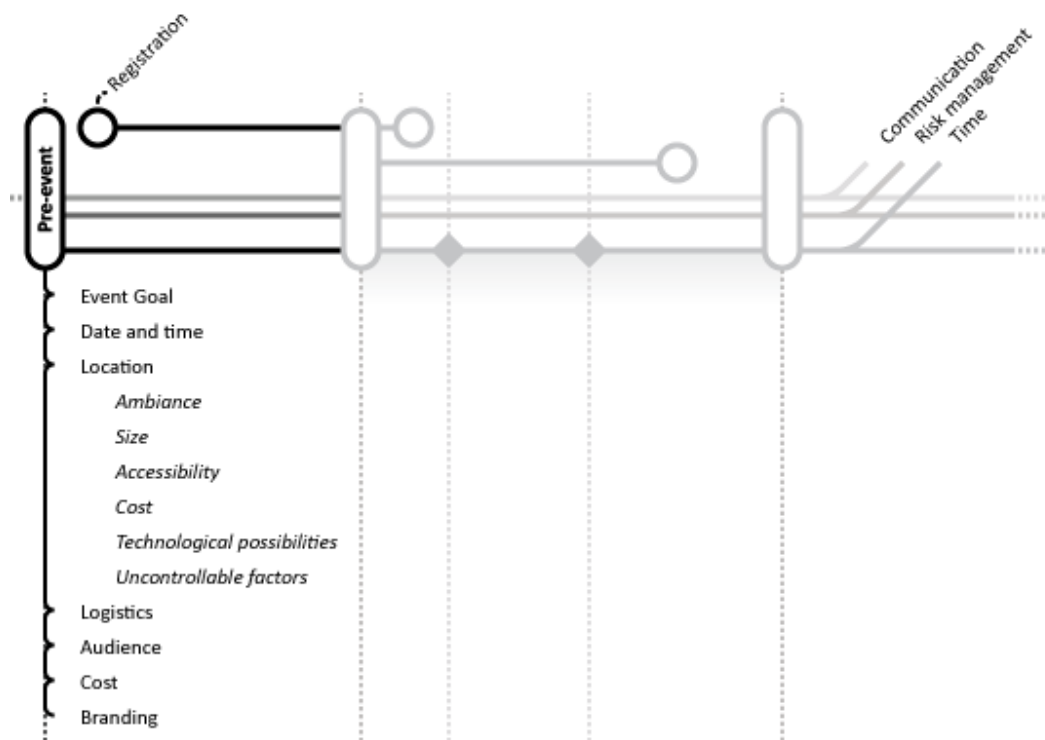 Registration
Communication
Risk management
Time
Pre-event
Event Goal
Date and time
Location
Ambiance
Size
Accessibility
Cost
Technological possibilities
Uncontrollable factors
Logistics
Audience
Cost
Branding